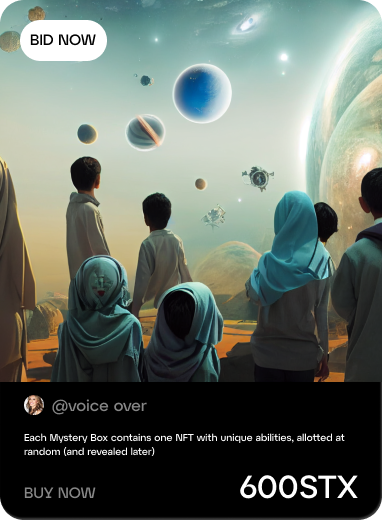 BID NOW
@voice over
Each Mystery Box contains one NFT with unique abilities, allotted at
random (and revealed later)
BUY NOW
600STX